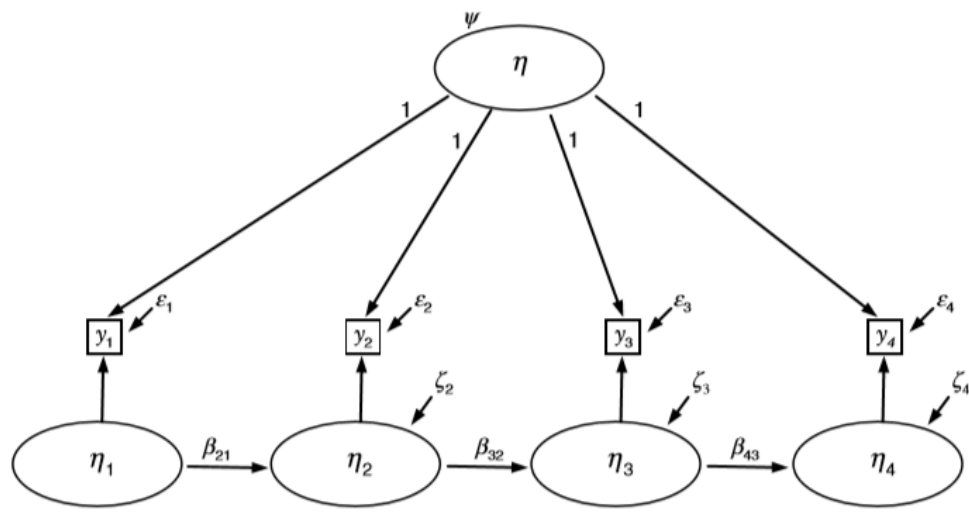 ψ
η
1 1 1 1
ε₁ ε₂ ε₃ ε₄
y₁ y₂ y₃ y₄
ζ₂ ζ₃ ζ₄
η₁ β₂₁ η₂ β₃₂ η₃ β₄₃ η₄